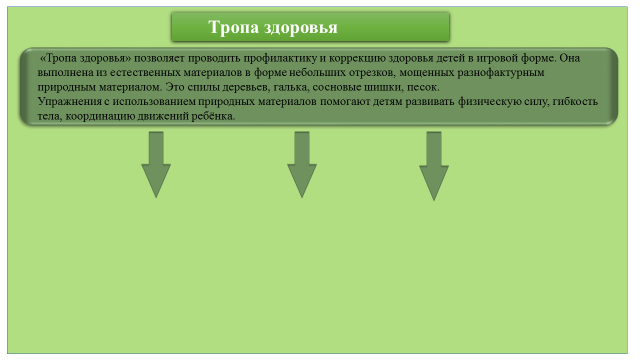 Тропа здоровья
«Тропа здоровья» позволяет проводить профилактику и коррекцию здоровья детей в игровой форме. Она
выполнена из естественных материалов в форме небольших отрезков, мощенных разнофактурным
природным материалом. Это спилы деревьев, галька, сосновые шишки, песок.
Упражнения с использованием природных материалов помогают детям развивать физическую силу, гибкость
тела, координацию движений ребёнка.